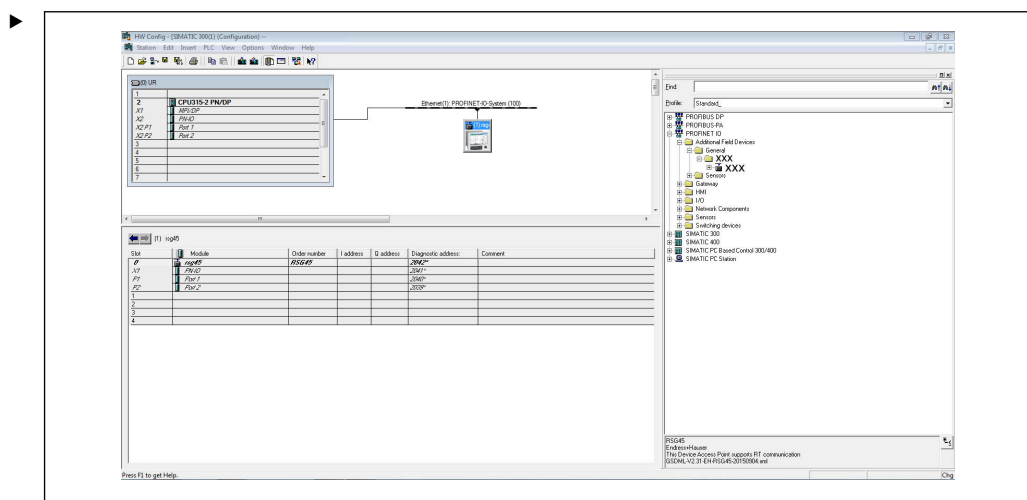 HW Config - [SIMATIC 300(1) (Configuration) --
Station Edit Insert PLC View Options Window Help
(0) UR
1
2 CPU315-2 PN/DP
X1 MPI/DP
X2 PN-IO
X2 P1 Port 1
X2 P2 Port 2
3
4
5
6
7
Ethernet(1): PROFINET-IO-System (100)
(1) rsg
(1) rsg45
Slot Module Order number I address Q address Diagnostic address: Comment
0 rsg45 RSG45 2042*
X1 PN-IO 2041*
P1 Port 1 2040*
P2 Port 2 2039*
1
2
3
4
Find:
Profile: Standard_
PROFIBUS DP
PROFIBUS-PA
PROFINET IO
Additional Field Devices
General
XXX
XXX
Sensors
Gateway
HMI
I/O
Network Components
Sensors
Switching devices
SIMATIC 300
SIMATIC 400
SIMATIC PC Based Control 300/400
SIMATIC PC Station
RSG45
Endress+Hauser
This Device Access Point supports RT communication
GSDML-V2.31-EH-RSG45-20150904.xml
Press F1 to get Help.
Chg